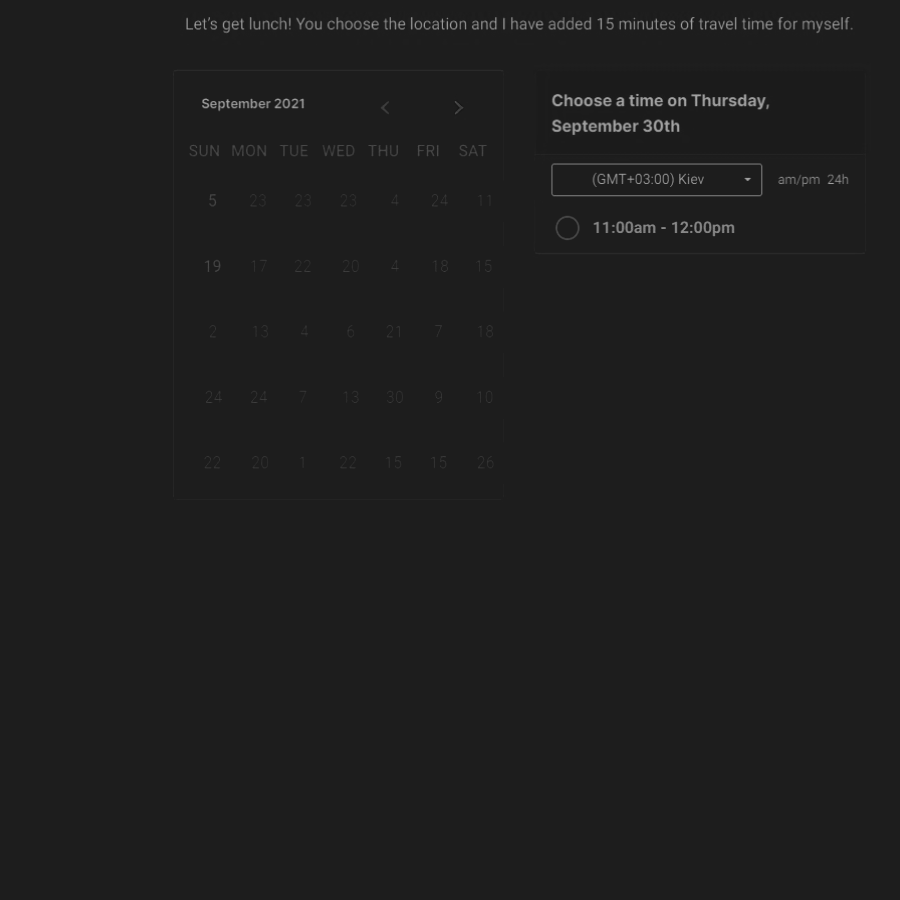 Let's get lunch! You choose the location and I have added 15 minutes of travel time for myself.
September 2021
SUN MON TUE WED THU FRI SAT
5 23 23 23 4 24 11
19 17 22 20 4 18 15
2 13 4 6 21 7 18
24 24 7 13 30 9 10
22 20 1 22 15 15 26
Choose a time on Thursday,
September 30th
(GMT+03:00) Kiev am/pm 24h
11:00am - 12:00pm